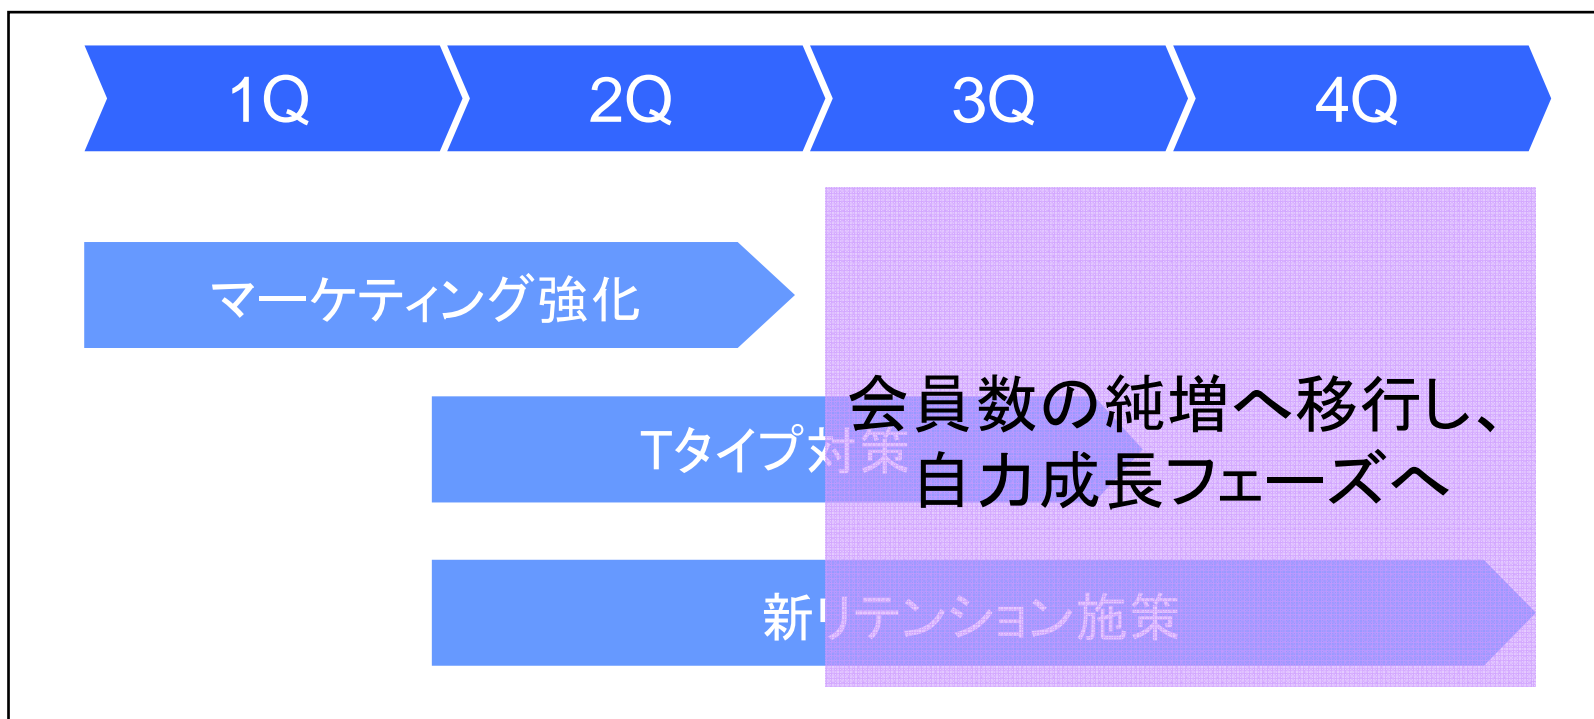 1Q
2Q
3Q
4Q
マーケティング強化
Tタイプ対策
会員数の純増へ移行し、
自力成長フェーズへ
新リテンション施策